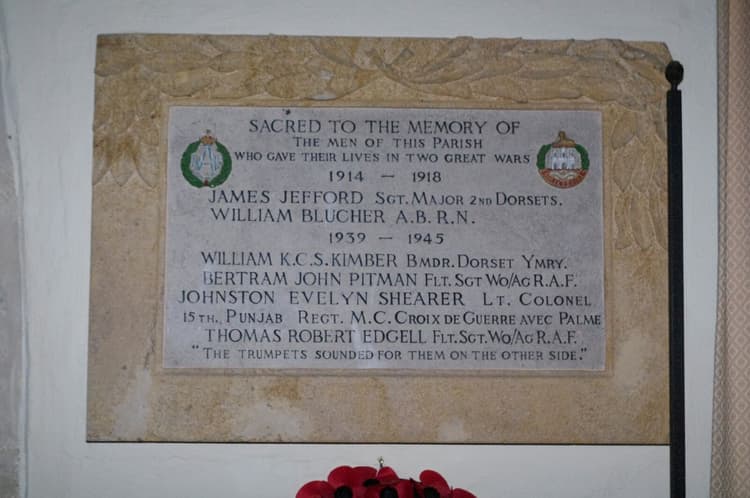 SACRED TO THE MEMORY OF
THE MEN OF THIS PARISH
WHO GAVE THEIR LIVES IN TWO GREAT WARS
1914 — 1918
JAMES JEFFORD SGT. MAJOR 2ND DORSETS.
WILLIAM BLUCHER A.B.R.N.
1939 — 1945
WILLIAM K.C.S. KIMBER BMDR. DORSET YMRY.
BERTRAM JOHN PITMAN FLT. SGT WO/AG R.A.F.
JOHNSTON EVELYN SHEARER LT. COLONEL
15TH., PUNJAB REGT. M.C. CROIX DE GUERRE AVEC PALME
THOMAS ROBERT EDGELL FLT. SGT. WO/AG R.A.F.
"THE TRUMPETS SOUNDED FOR THEM ON THE OTHER SIDE."